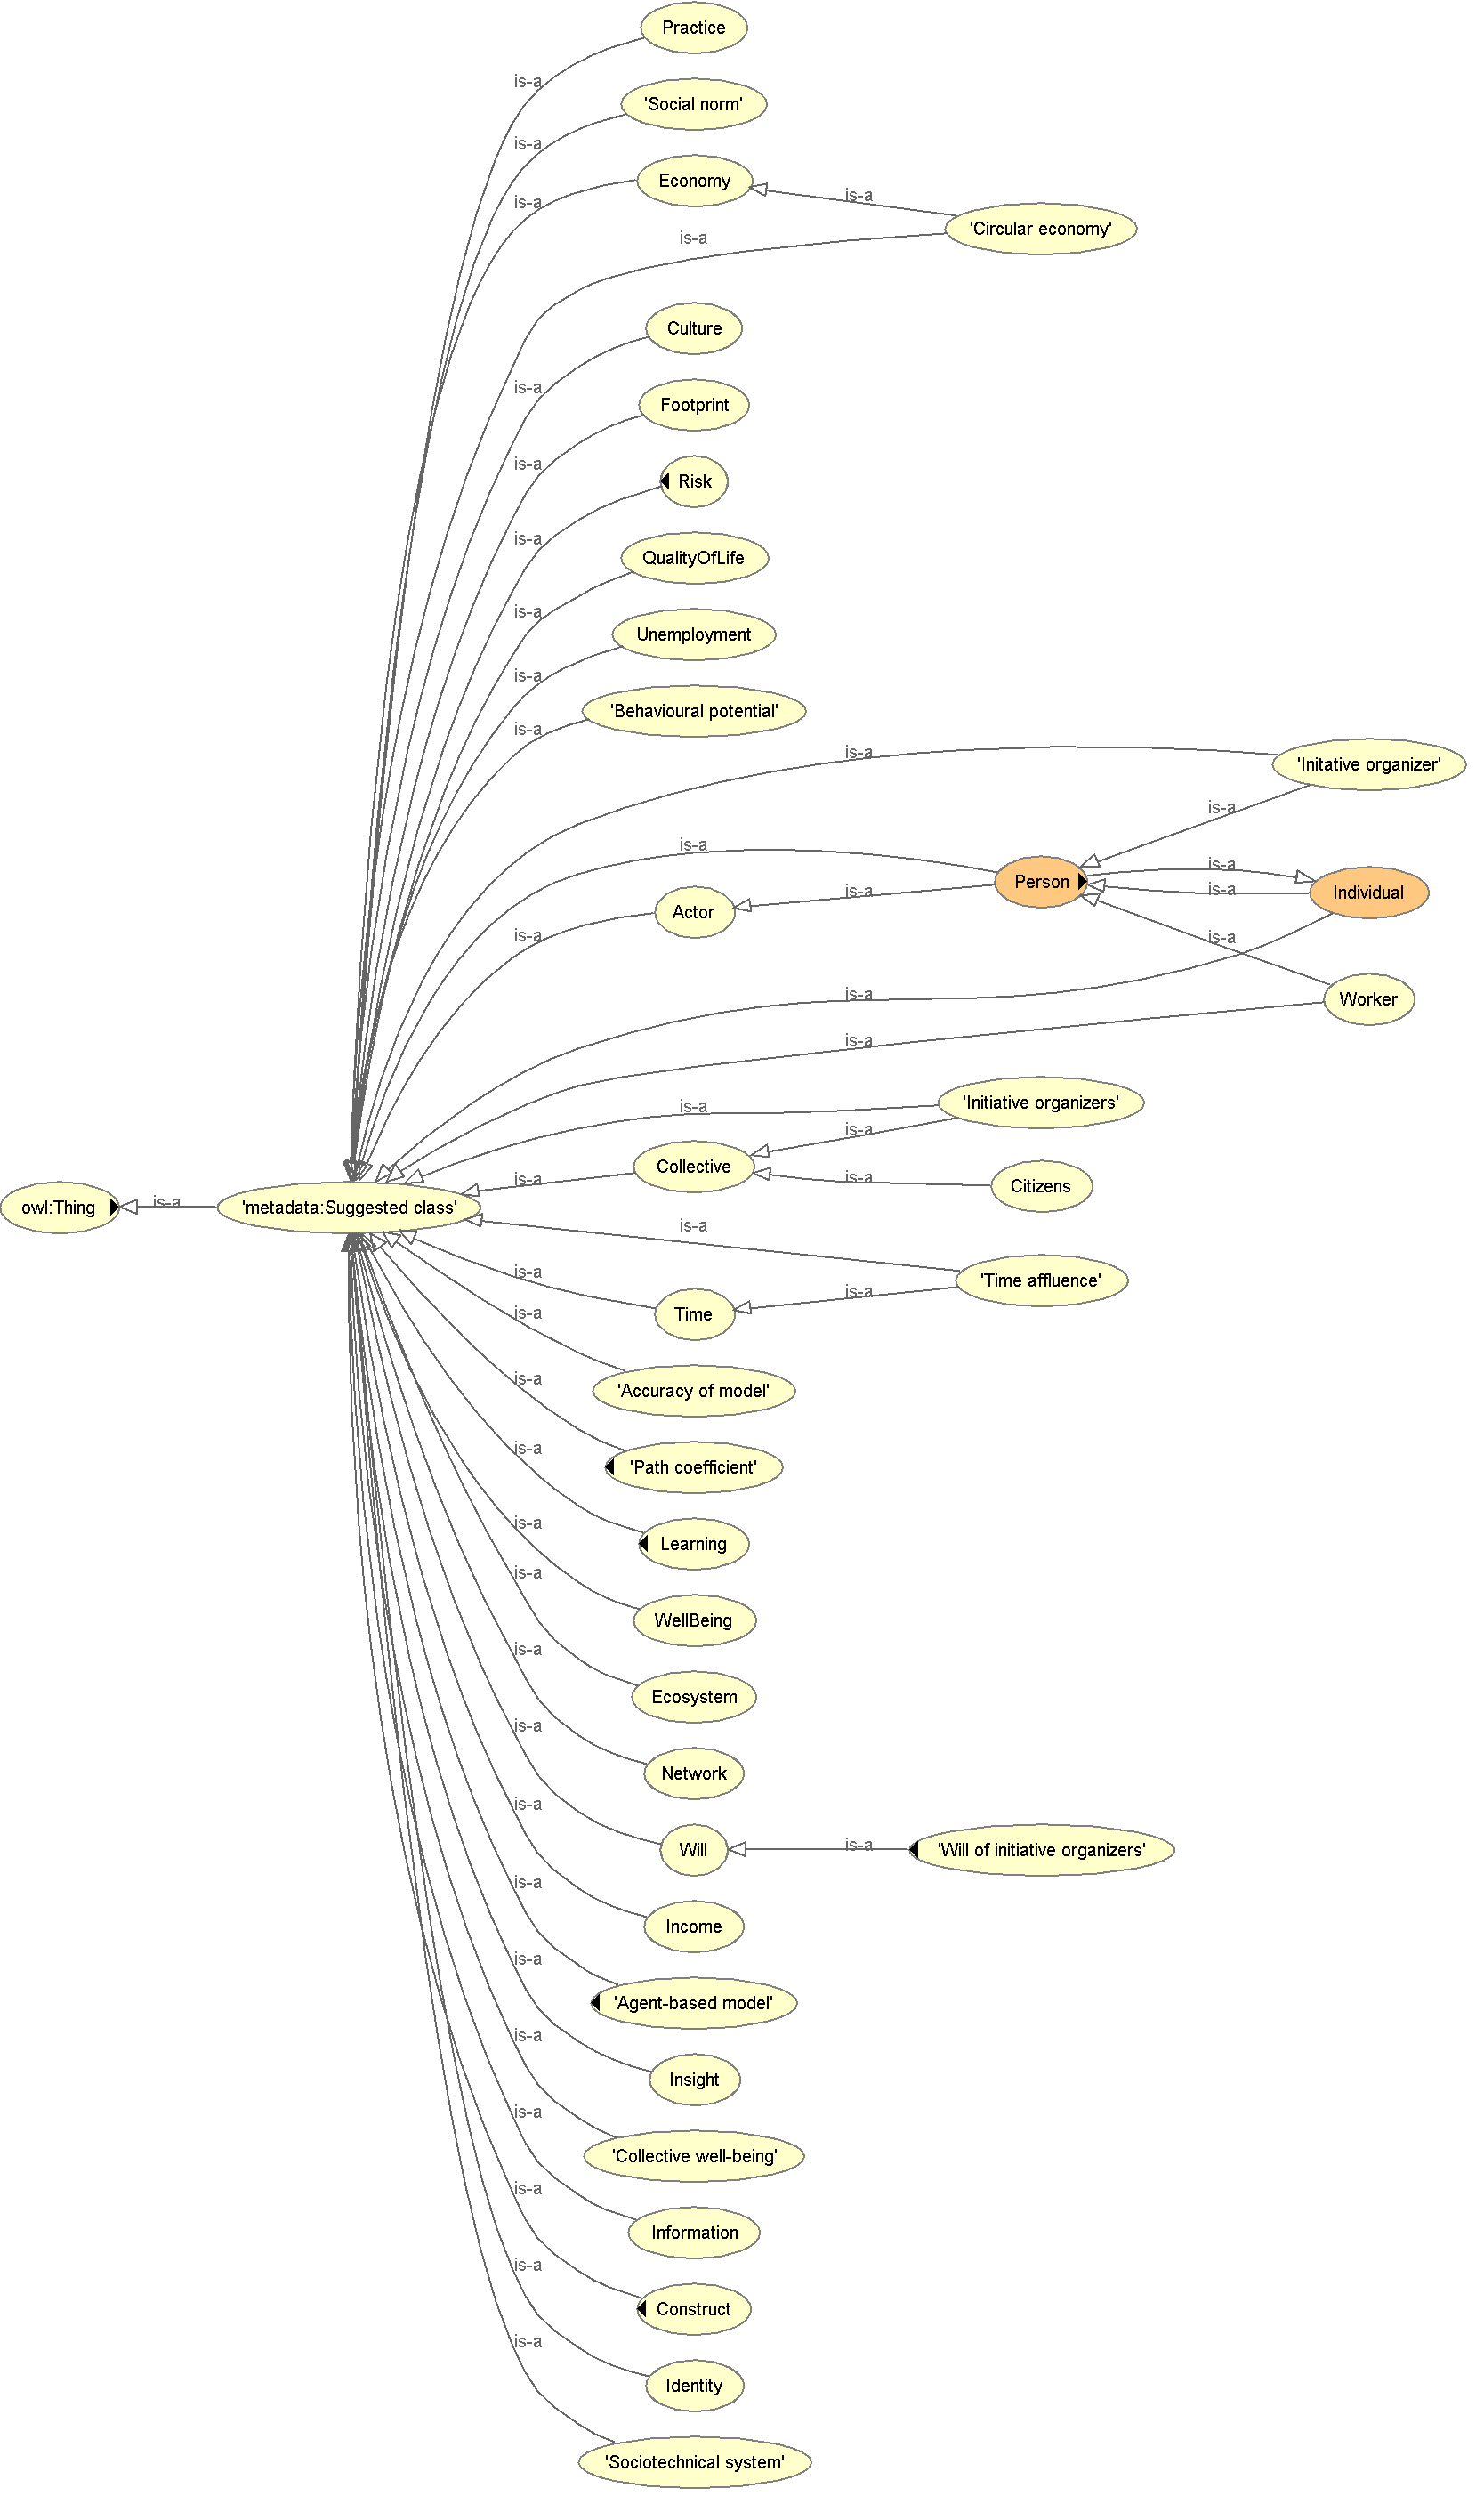 Practice
is-a
'Social norm'
is-a
Economy
is-a
is-a
'Circular economy'
is-a
Culture
is-a
Footprint
is-a
Risk
is-a
QualityOfLife
is-a
Unemployment
is-a
'Behavioural potential'
is-a
is-a
'Initative organizer'
is-a
is-a
Person
is-a
is-a
is-a
Individual
Actor
is-a
is-a
is-a
Worker
is-a
'Initiative organizers'
is-a
is-a
Collective
is-a
is-a
Citizens
owl:Thing
is-a
'metadata:Suggested class'
is-a
'Time affluence'
is-a
is-a
Time
is-a
'Accuracy of model'
is-a
'Path coefficient'
is-a
Learning
is-a
WellBeing
is-a
Ecosystem
is-a
Network
is-a
Will
is-a
'Will of initiative organizers'
is-a
Income
is-a
'Agent-based model'
is-a
Insight
is-a
'Collective well-being'
is-a
Information
is-a
Construct
is-a
Identity
is-a
'Sociotechnical system'